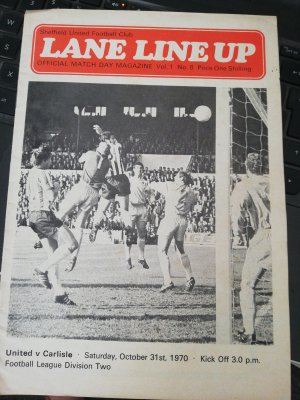 Sheffield United Football Club
LANE LINE UP
OFFICIAL MATCH DAY MAGAZINE Vol. 1 No. 8 Price One Shilling
United v Carlisle · Saturday, October 31st, 1970 · Kick Off 3.0 p.m.
Football League Division Two